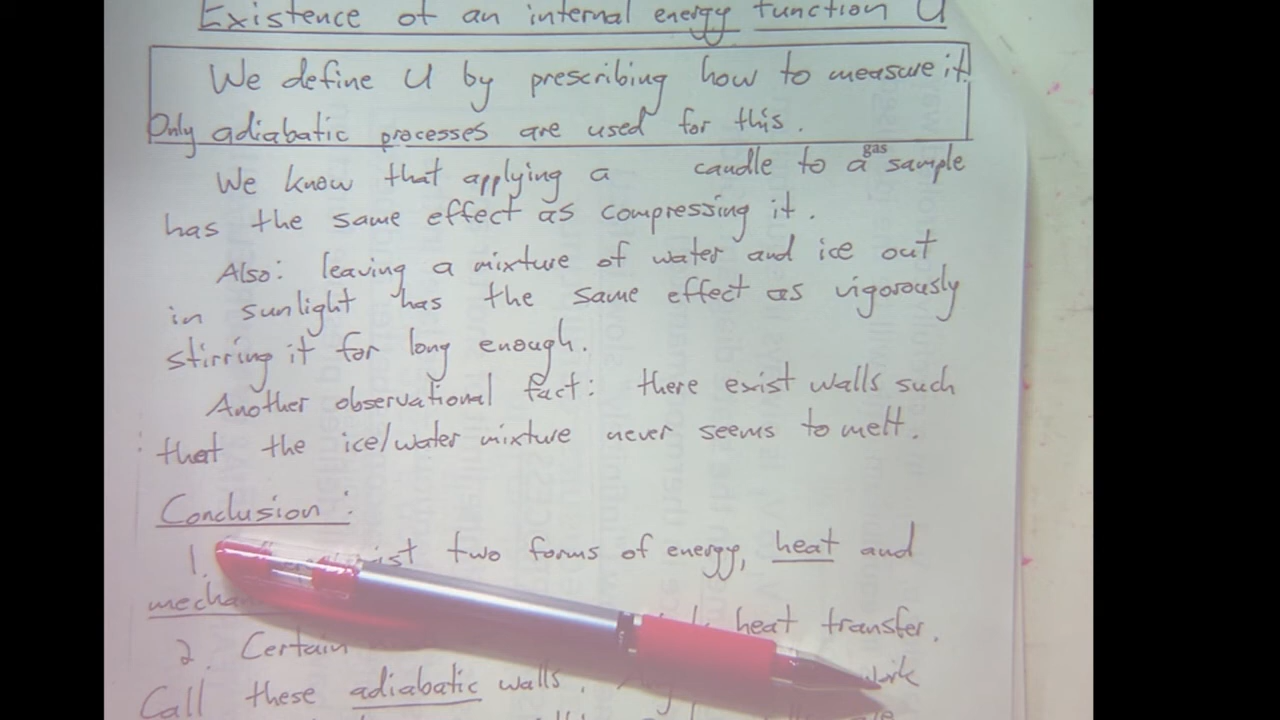 Existence of an internal energy function U
We define U by prescribing how to measure it.
Only adiabatic processes are used for this.
We know that applying a candle to a gas sample
has the same effect as compressing it.
Also: leaving a mixture of water and ice out
in sunlight has the same effect as vigorously
stirring it for long enough.
Another observational fact: there exist walls such
that the ice/water mixture never seems to melt.
Conclusion:
1. two forms of energy, heat and
heat transfer.
2. Certain
Call these adiabatic walls. work